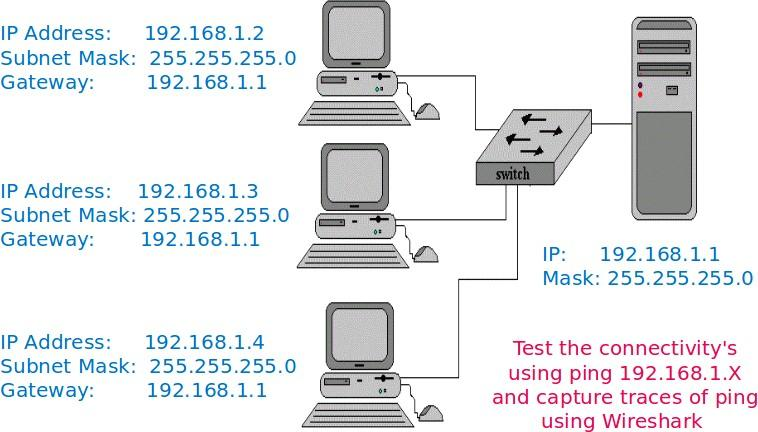 IP Address: 192.168.1.2
Subnet Mask: 255.255.255.0
Gateway: 192.168.1.1
switch
IP Address: 192.168.1.3
Subnet Mask: 255.255.255.0
Gateway: 192.168.1.1
IP: 192.168.1.1
Mask: 255.255.255.0
IP Address: 192.168.1.4
Subnet Mask: 255.255.255.0
Gateway: 192.168.1.1
Test the connectivity's
using ping 192.168.1.X
and capture traces of ping
using Wireshark